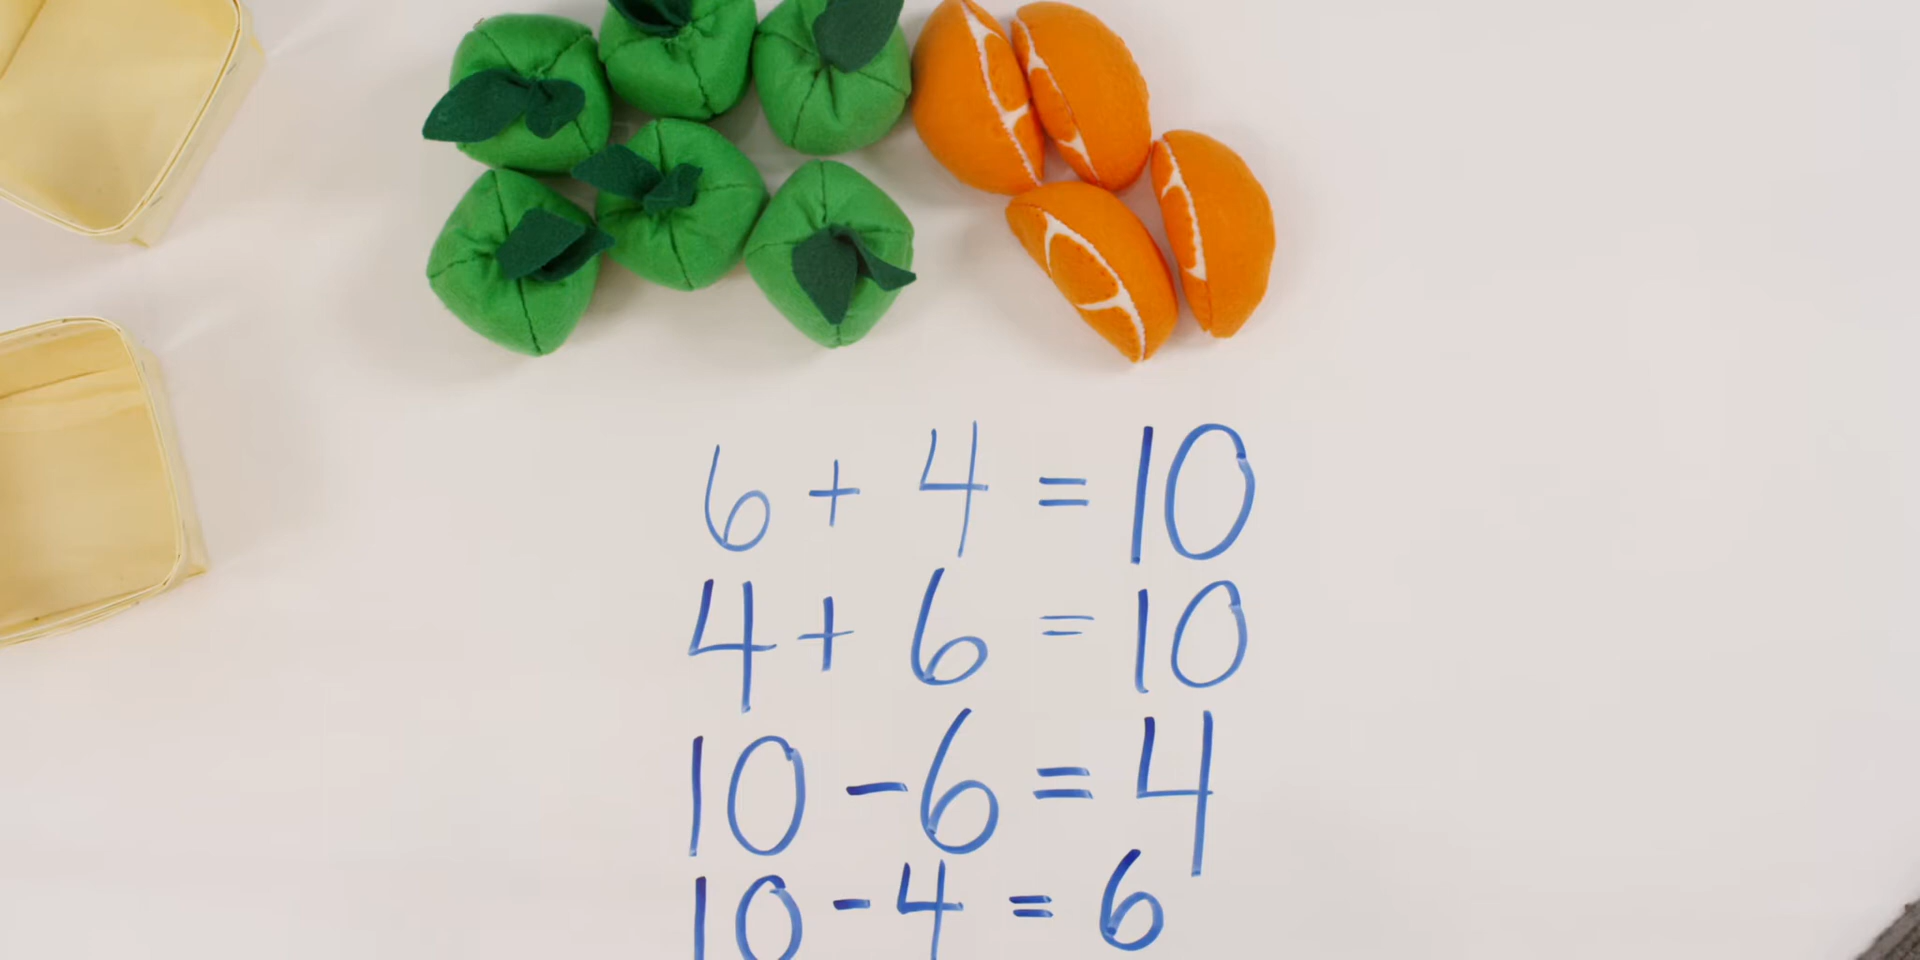 6 + 4 = 10
4 + 6 = 10
10 - 6 = 4
10 - 4 = 6